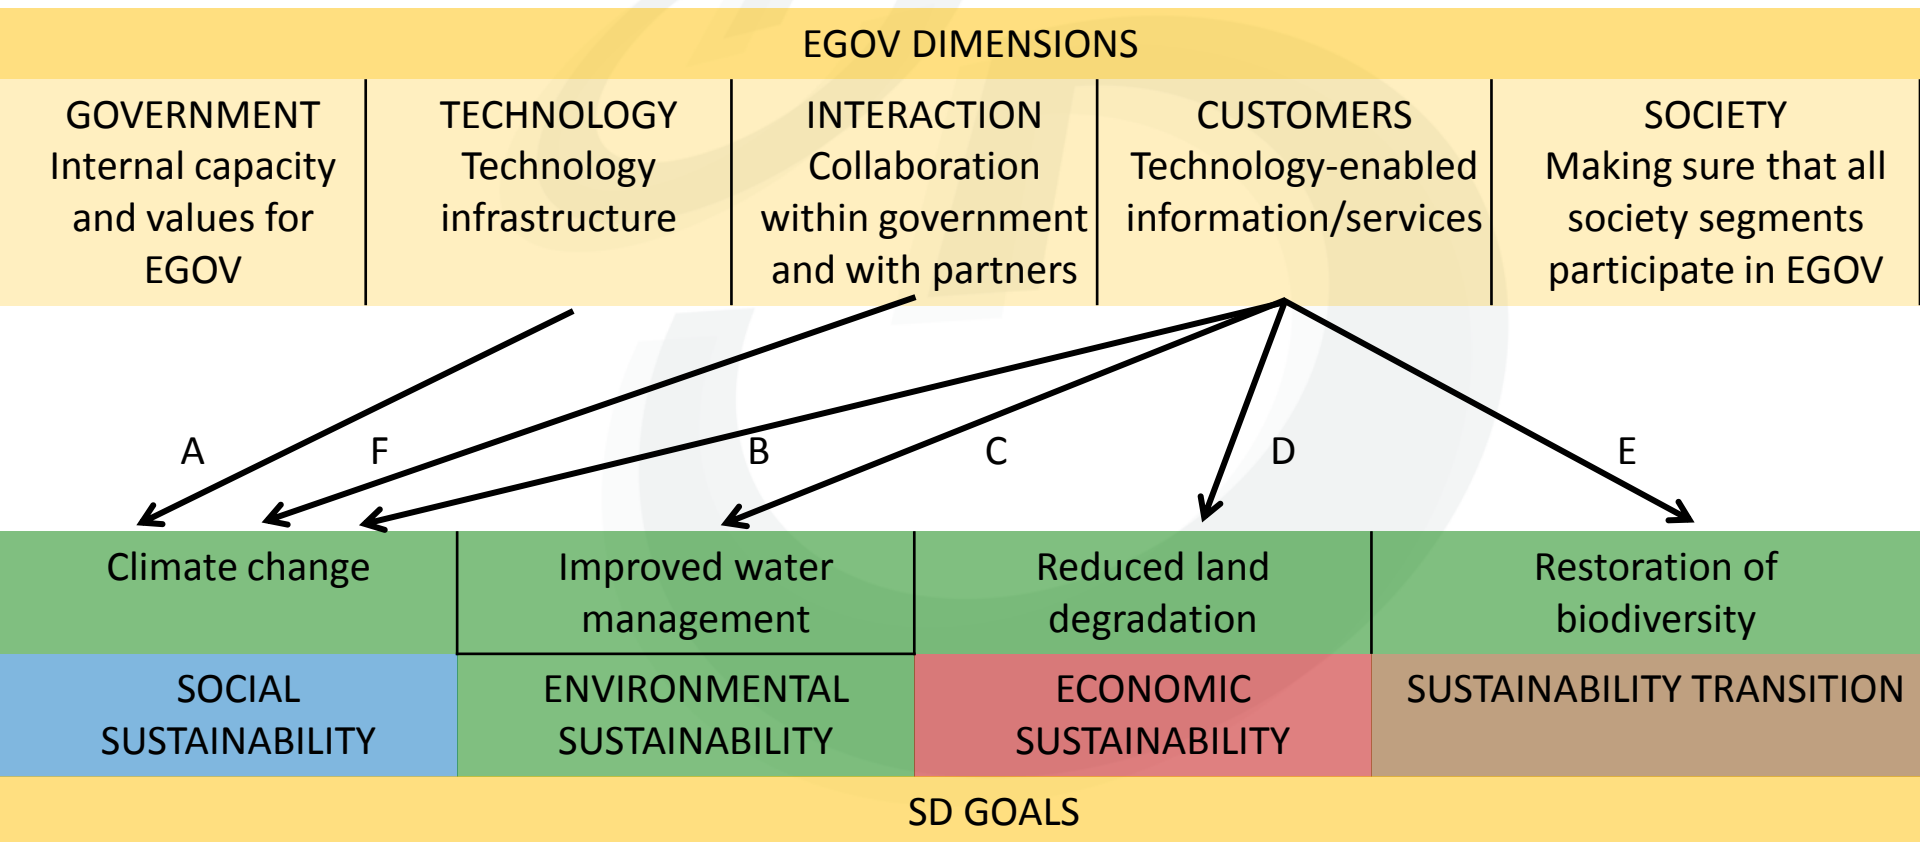 EGOV DIMENSIONS
GOVERNMENT
Internal capacity
and values for
EGOV
TECHNOLOGY
Technology
infrastructure
INTERACTION
Collaboration
within government
and with partners
CUSTOMERS
Technology-enabled
information/services
SOCIETY
Making sure that all
society segments
participate in EGOV
A
F
B
C
D
E
Climate change
Improved water
management
Reduced land
degradation
Restoration of
biodiversity
SOCIAL
SUSTAINABILITY
ENVIRONMENTAL
SUSTAINABILITY
ECONOMIC
SUSTAINABILITY
SUSTAINABILITY TRANSITION
SD GOALS